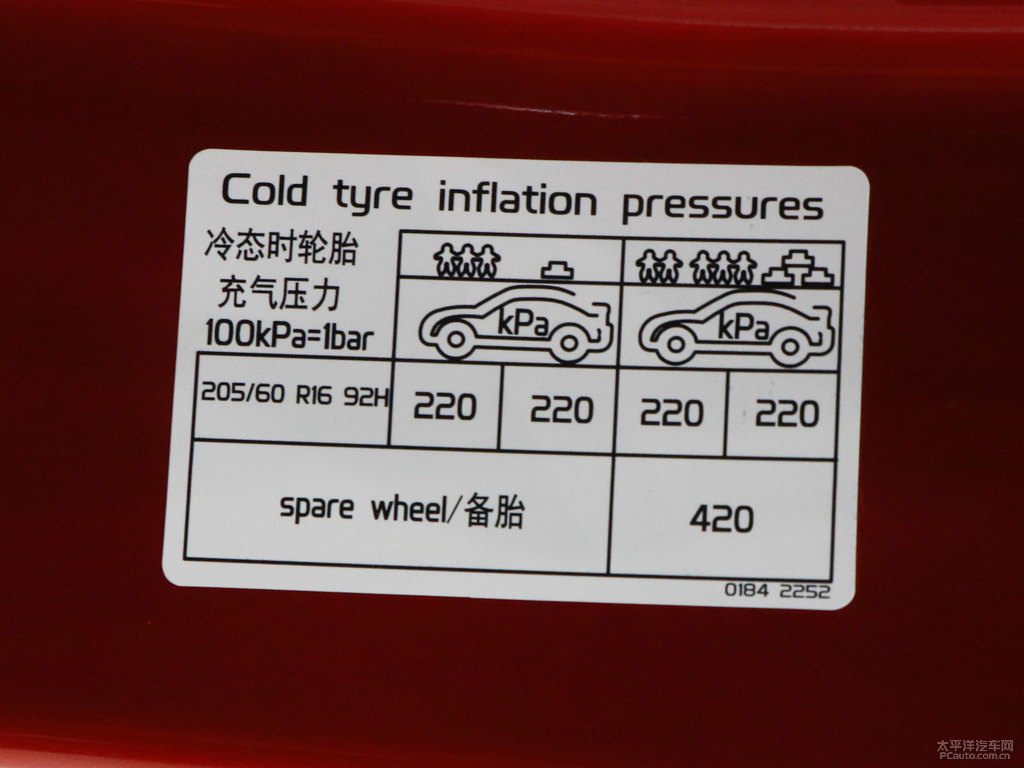 Cold tyre inflation pressures
冷态时轮胎
充气压力
100kPa=1bar
kPa kPa
205/60 R16 92H 220 220 220 220
spare wheel/备胎 420
0184 2252
太平洋汽车网
PCauto.com.cn